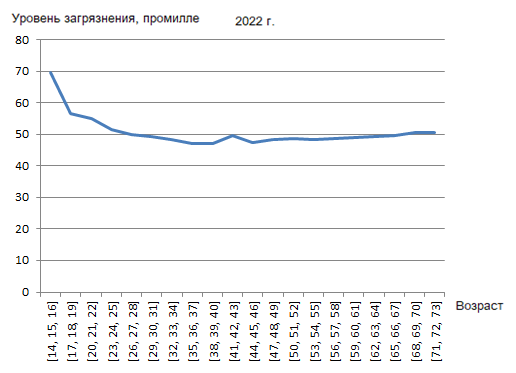 Уровень загрязнения, промилле
2022 г.
80
70
60
50
40
30
20
10
0
[14, 15, 16]
[17, 18, 19]
[20, 21, 22]
[23, 24, 25]
[26, 27, 28]
[29, 30, 31]
[32, 33, 34]
[35, 36, 37]
[38, 39, 40]
[41, 42, 43]
[44, 45, 46]
[47, 48, 49]
[50, 51, 52]
[53, 54, 55]
[56, 57, 58]
[59, 60, 61]
[62, 63, 64]
[65, 66, 67]
[68, 69, 70]
[71, 72, 73]
Возраст